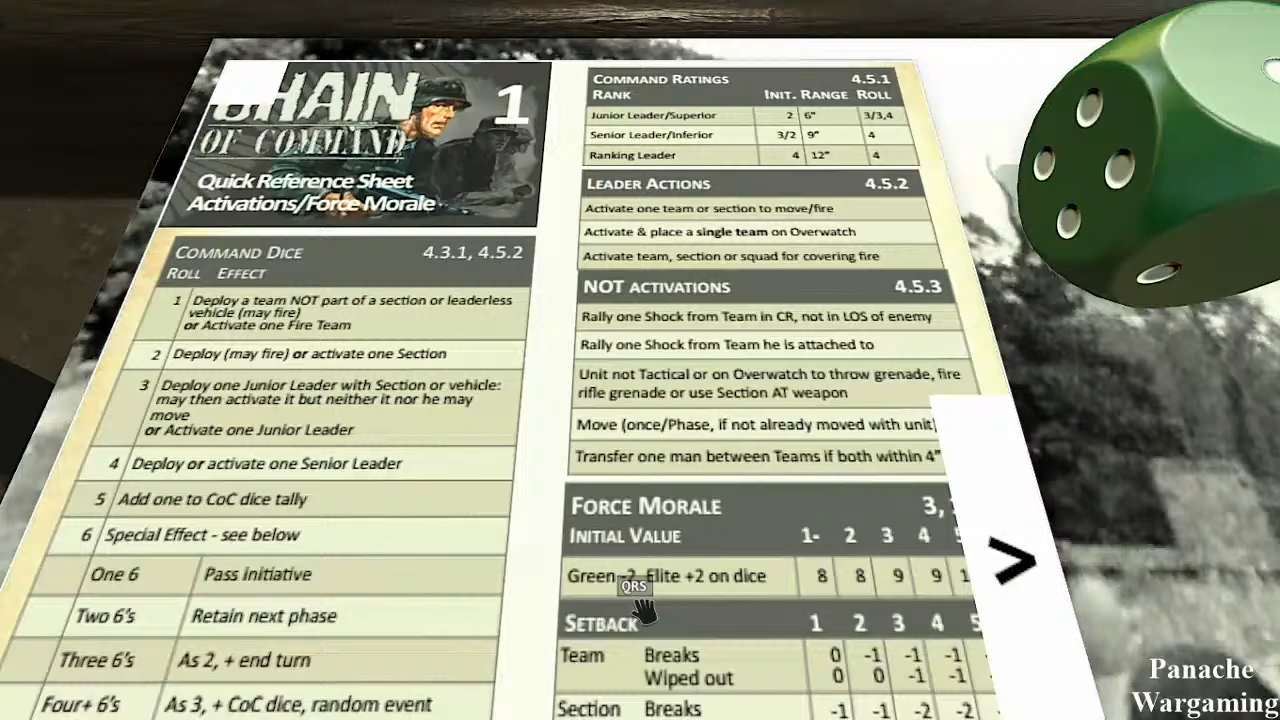 CHAIN
OF COMMAND
1
Quick Reference Sheet
Activations/Force Morale
COMMAND DICE 4.3.1, 4.5.2
ROLL EFFECT
1 Deploy a team NOT part of a section or leaderless
vehicle (may fire)
or Activate one Fire Team
2 Deploy (may fire) or activate one Section
3 Deploy one Junior Leader with Section or vehicle:
may then activate it but neither it nor he may
move
or Activate one Junior Leader
4 Deploy or activate one Senior Leader
5 Add one to CoC dice tally
6 Special Effect - see below
One 6 Pass initiative
Two 6's Retain next phase
Three 6's As 2, + end turn
Four+ 6's As 3, + CoC dice, random event
COMMAND RATINGS 4.5.1
RANK INIT. RANGE ROLL
Junior Leader/Superior 2 6" 3/3,4
Senior Leader/Inferior 3/2 9" 4
Ranking Leader 4 12" 4
LEADER ACTIONS 4.5.2
Activate one team or section to move/fire
Activate & place a single team on Overwatch
Activate team, section or squad for covering fire
NOT ACTIVATIONS 4.5.3
Rally one Shock from Team in CR, not in LOS of enemy
Rally one Shock from Team he is attached to
Unit not Tactical or on Overwatch to throw grenade, fire
rifle grenade or use Section AT weapon
Move (once/Phase, if not already moved with unit)
Transfer one man between Teams if both within 4"
FORCE MORALE 3,
INITIAL VALUE 1- 2 3 4
Green -2, Elite +2 on dice 8 8 9 9 1
QRS
SETBACK 1 2 3 4 5
Team Breaks 0 -1 -1 -1
Wiped out 0 0 -1 -1
Section Breaks -1 -1 -2 -2
>
Panache
Wargaming